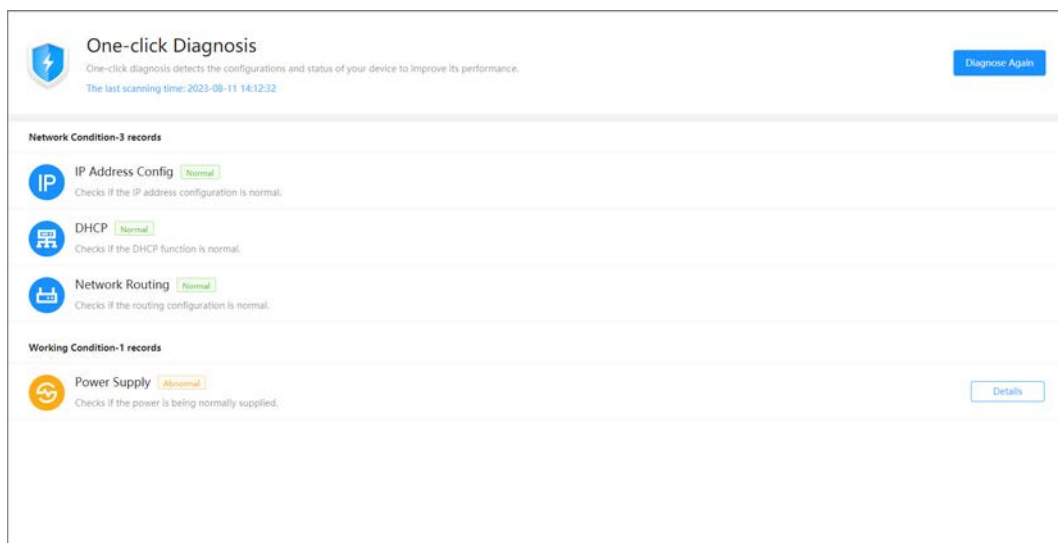 One-click Diagnosis
One-click diagnosis detects the configurations and status of your device to improve its performance.
The last scanning time: 2023-08-11 14:12:32
Diagnose Again
Network Condition-3 records
IP
IP Address Config Normal
Checks if the IP address configuration is normal.
DHCP Normal
Checks if the DHCP function is normal.
Network Routing Normal
Checks if the routing configuration is normal.
Working Condition-1 records
Power Supply Abnormal
Checks if the power is being normally supplied.
Details